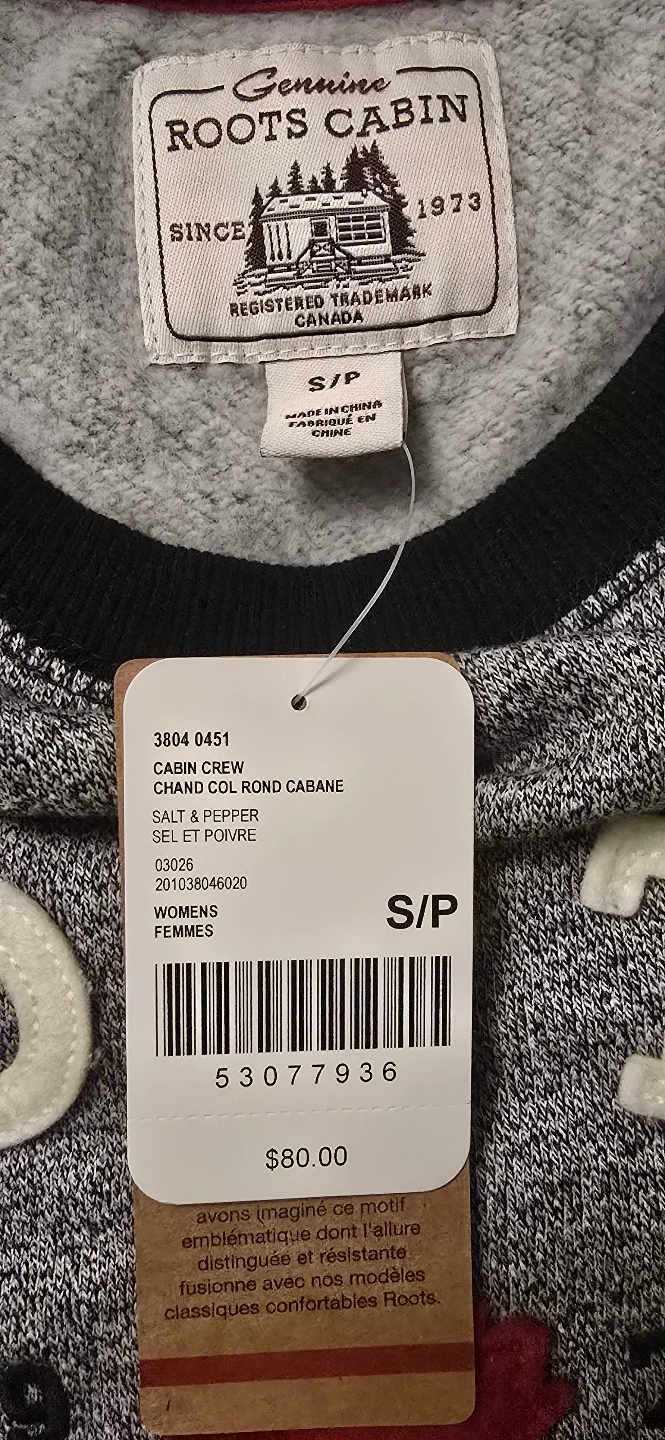 Genuine
ROOTS CABIN
SINCE 1973
REGISTERED TRADEMARK
CANADA
S/P
MADE IN CHINA
FABRIQUÉ EN
CHINE
3804 0451
CABIN CREW
CHAND COL ROND CABANE
SALT & PEPPER
SEL ET POIVRE
03026
201038046020
WOMENS
FEMMES
S/P
53077936
$80.00
avons imaginé ce motif
emblématique dont l'allure
distinguée et résistante
fusionne avec nos modèles
classiques confortables Roots.
9